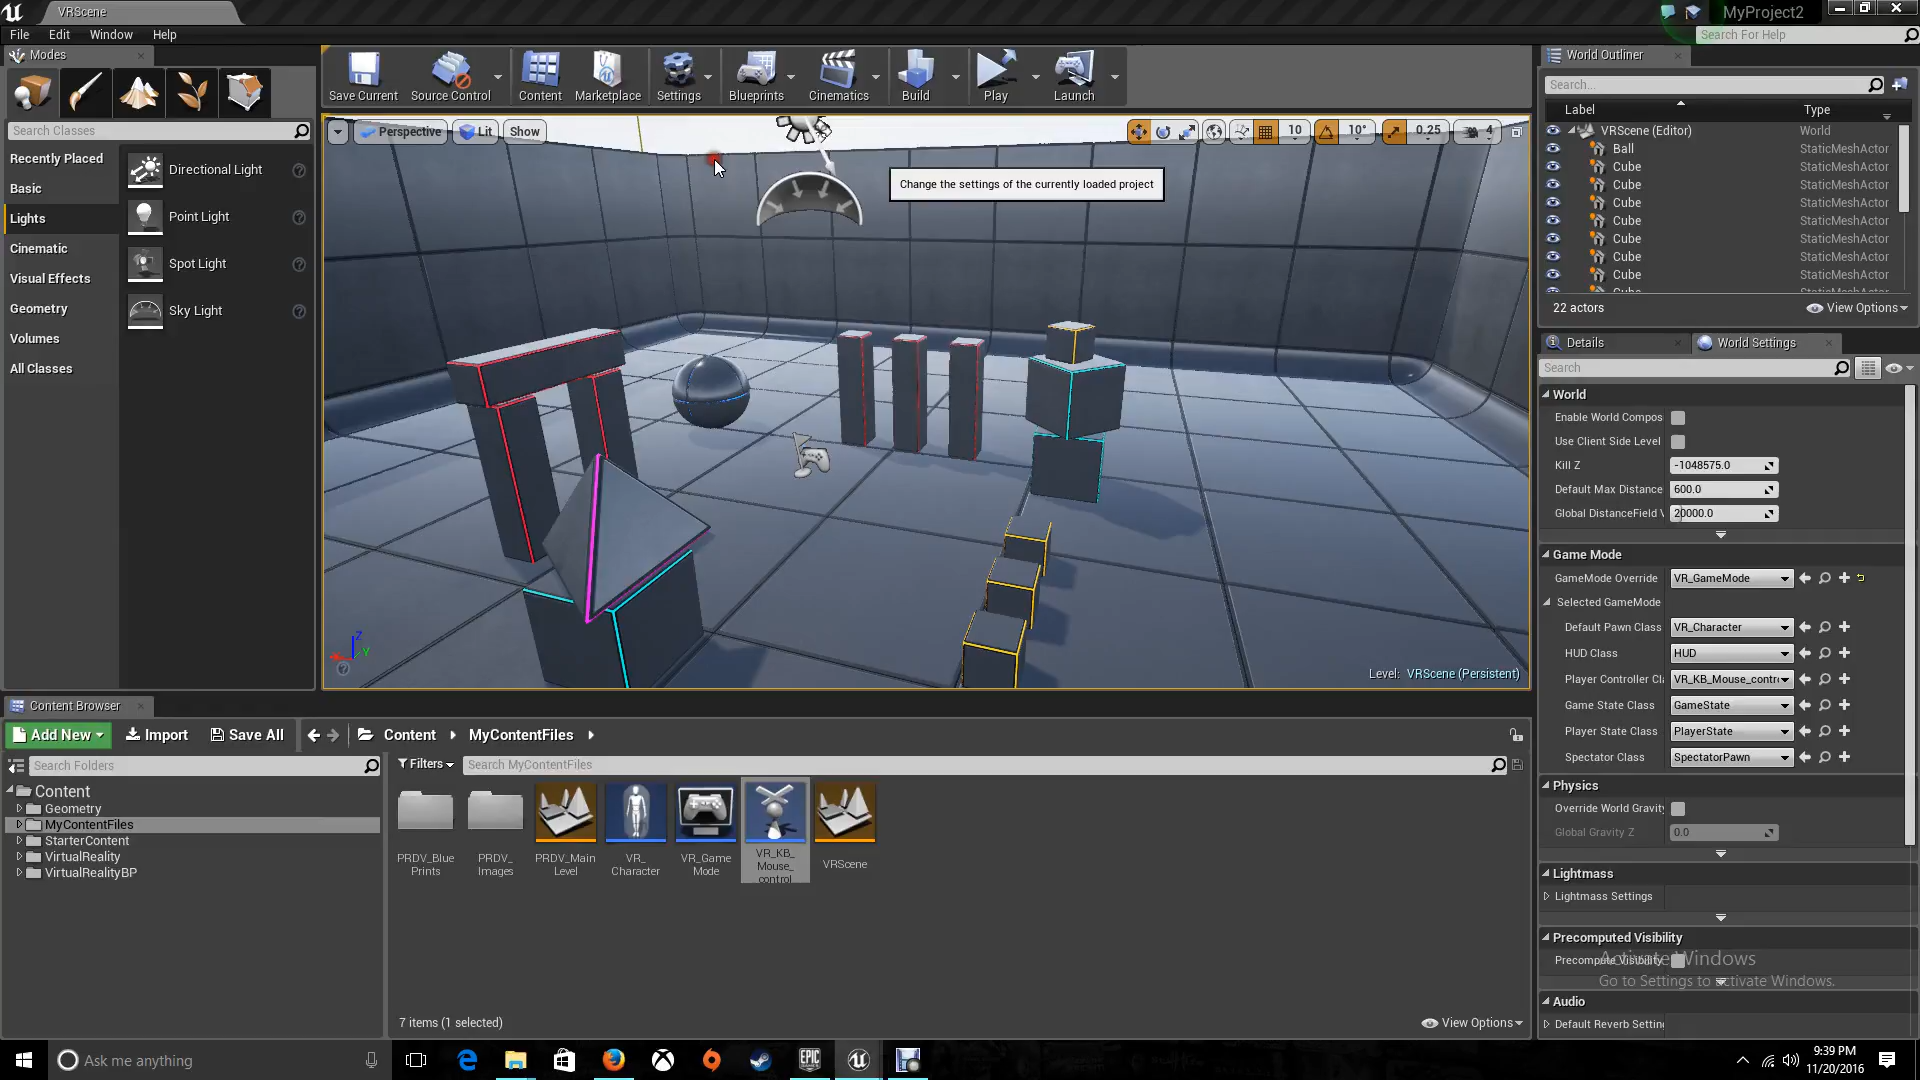 VRScene
MyProject2
File Edit Window Help
Search For Help
Modes
Save Current
Source Control
Content
Marketplace
Settings
Blueprints
Cinematics
Build
Play
Launch
World Outliner
Search...
Label Type
VRScene (Editor) World
Ball StaticMeshActor
Cube StaticMeshActor
Cube StaticMeshActor
Cube StaticMeshActor
Cube StaticMeshActor
Cube StaticMeshActor
Cube StaticMeshActor
Cube StaticMeshActor
22 actors
View Options
Search Classes
Recently Placed
Basic
Lights
Cinematic
Visual Effects
Geometry
Volumes
All Classes
Directional Light
Point Light
Spot Light
Sky Light
Perspective Lit Show
10 10° 0.25 4
Change the settings of the currently loaded project
Z
Y
Level: VRScene (Persistent)
Details World Settings
Search
World
Enable World Compos
Use Client Side Level
Kill Z -1048575.0
Default Max Distance 600.0
Global DistanceField V 20000.0
Game Mode
GameMode Override VR_GameMode
Selected GameMode
Default Pawn Class VR_Character
HUD Class HUD
Player Controller Cla VR_KB_Mouse_contro
Game State Class GameState
Player State Class PlayerState
Spectator Class SpectatorPawn
Physics
Override World Gravity
Global Gravity Z 0.0
Lightmass
Lightmass Settings
Precomputed Visibility
Precompute Visibility
Audio
Default Reverb Setting
Activate Windows
Go to Settings to activate Windows.
Content Browser
Add New Import Save All Content MyContentFiles
Search Folders
Filters Search MyContentFiles
Content
Geometry
MyContentFiles
StarterContent
VirtualReality
VirtualRealityBP
PRDV_Blue
Prints
PRDV_
Images
PRDV_Main
Level
VR_
Character
VR_Game
Mode
VR_KB_
Mouse_
control
VRScene
7 items (1 selected)
View Options
Ask me anything
EPIC
9:39 PM
11/20/2016